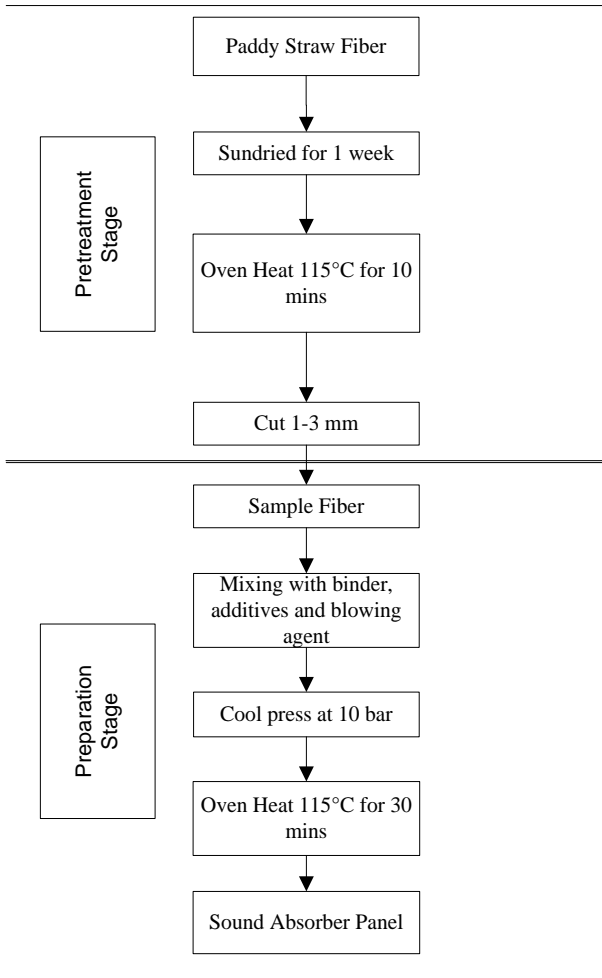 Paddy Straw Fiber
Sundried for 1 week
Pretreatment
Stage
Oven Heat 115°C for 10
mins
Cut 1-3 mm
Sample Fiber
Mixing with binder,
additives and blowing
agent
Preparation
Stage
Cool press at 10 bar
Oven Heat 115°C for 30
mins
Sound Absorber Panel